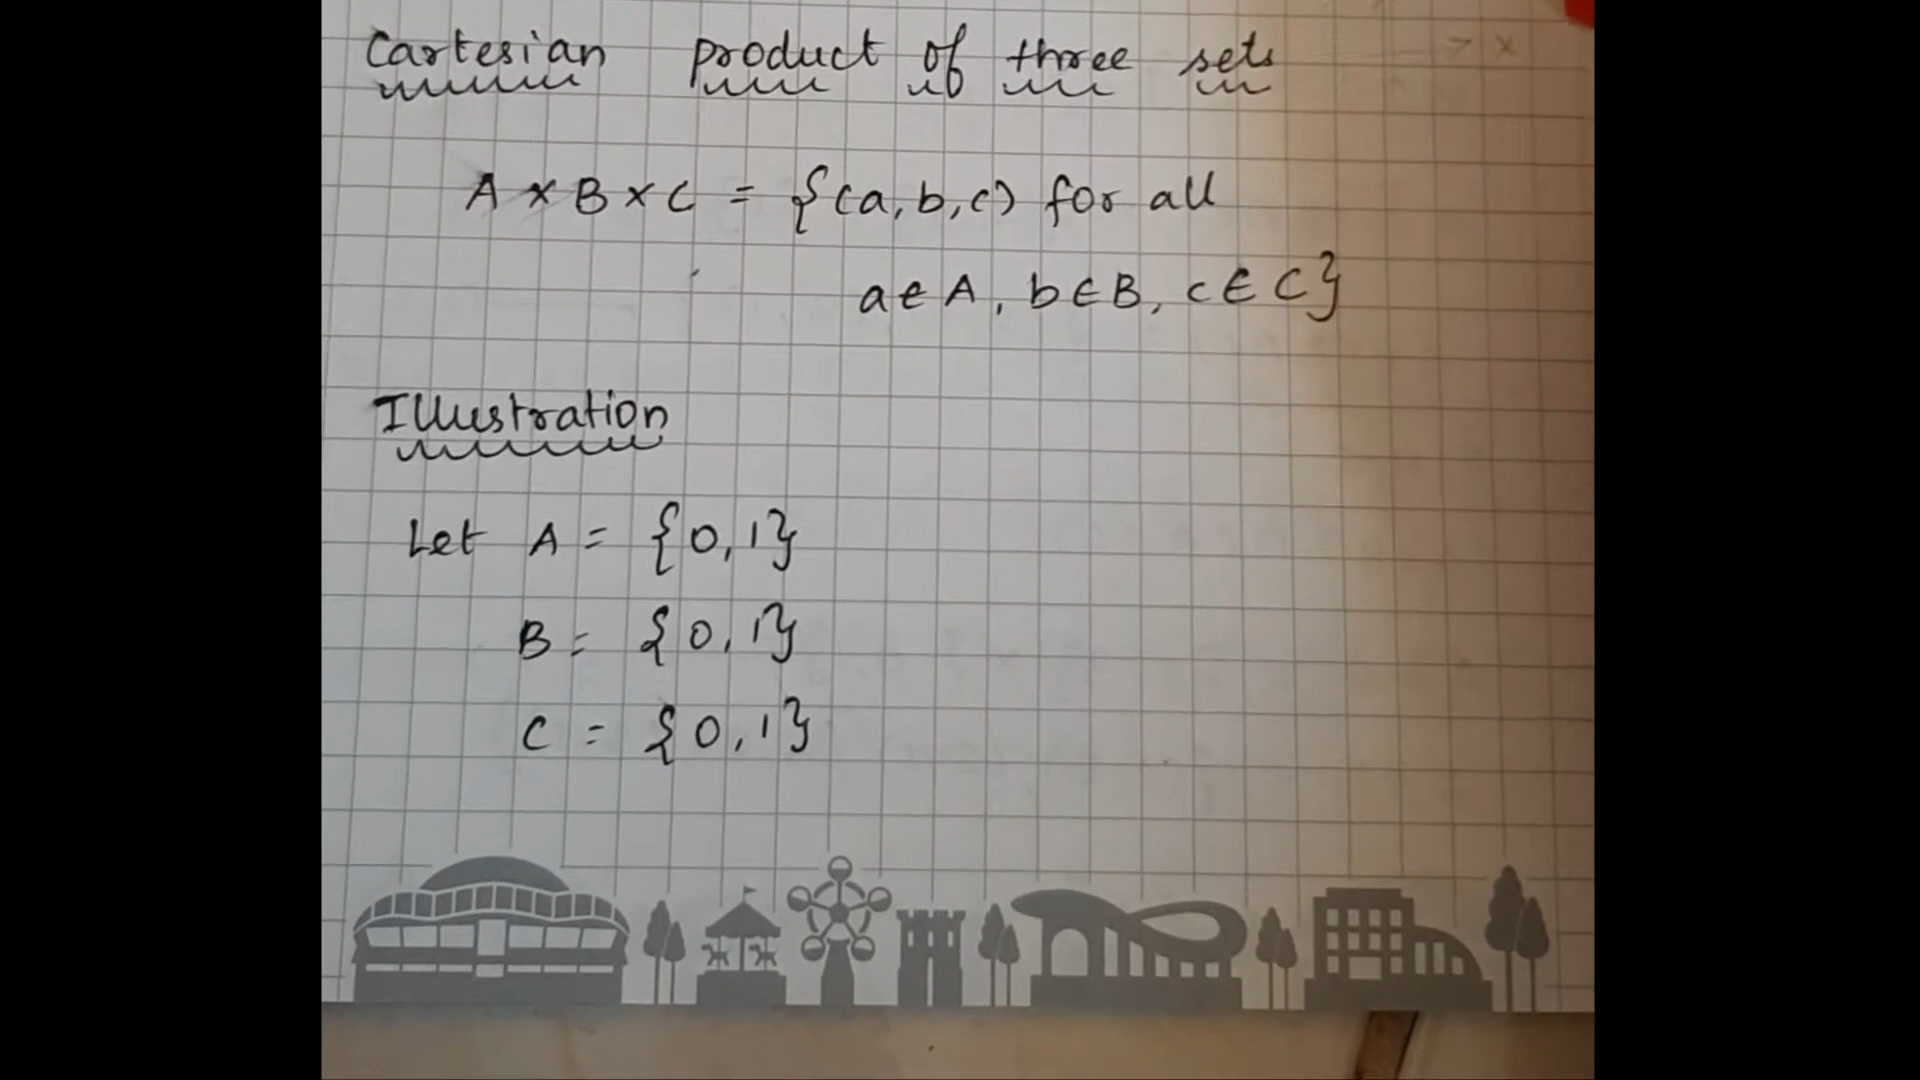 Cartesian product of three sets
A × B × C = {(a, b, c) for all
a ∈ A, b ∈ B, c ∈ C}
Illustration
Let A = {0, 1}
B = {0, 1}
C = {0, 1}